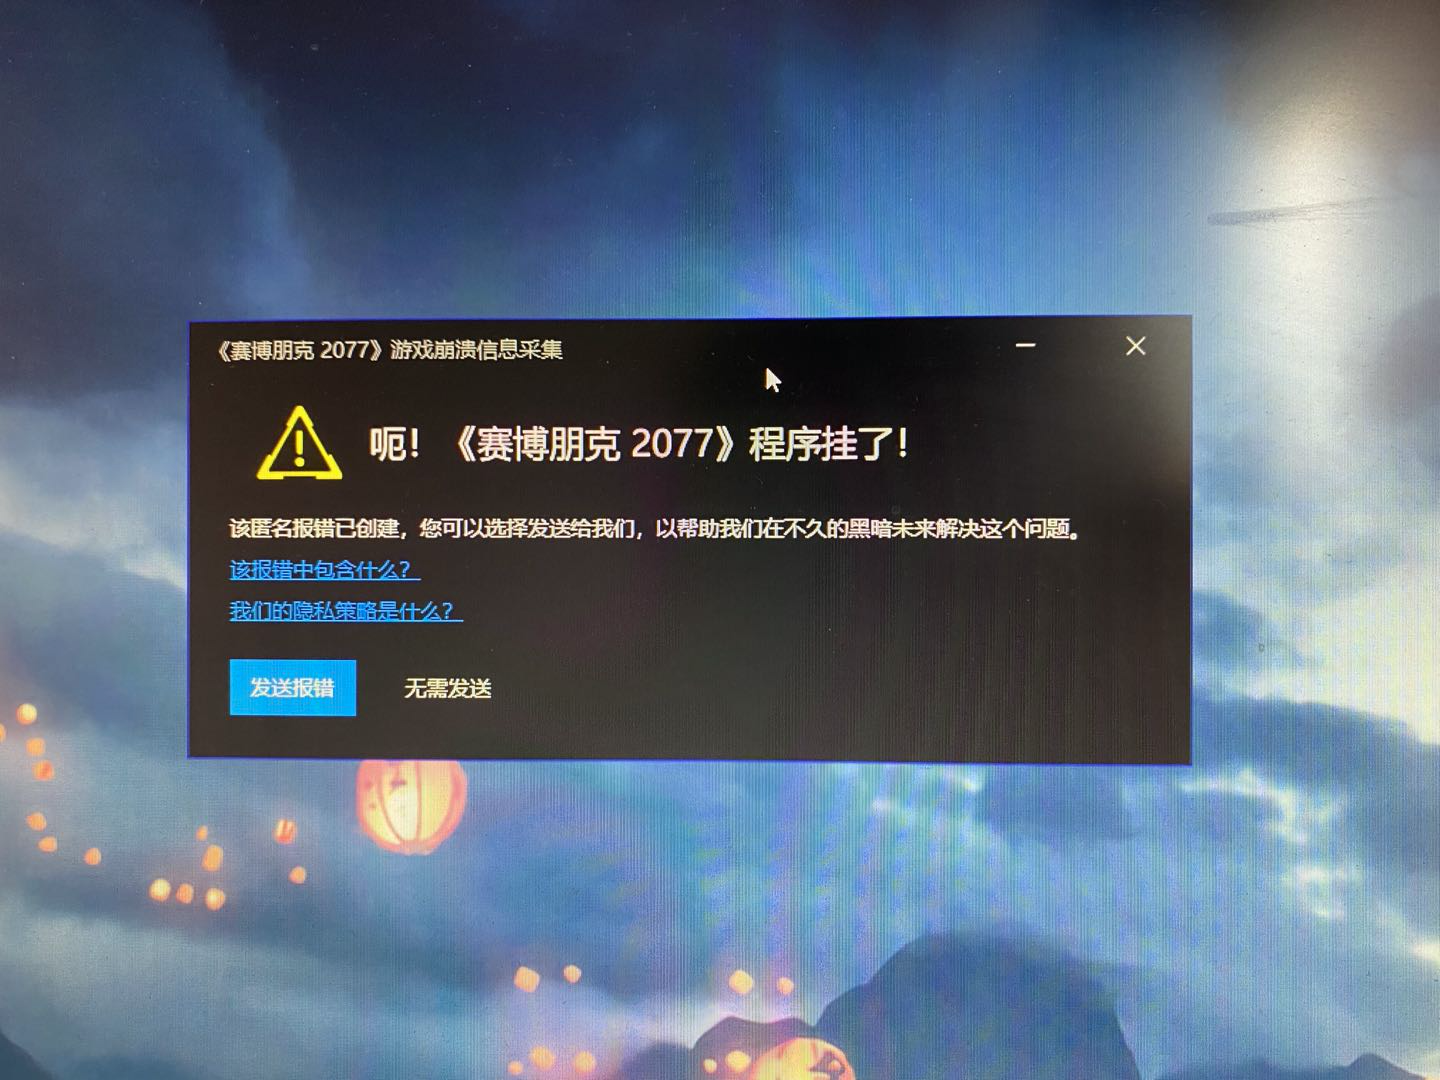 《赛博朋克 2077》游戏崩溃信息采集
呃！《赛博朋克 2077》程序挂了！
该匿名报错已创建，您可以选择发送给我们，以帮助我们在不久的黑暗未来解决这个问题。
该报错中包含什么？
我们的隐私策略是什么？
发送报错 无需发送